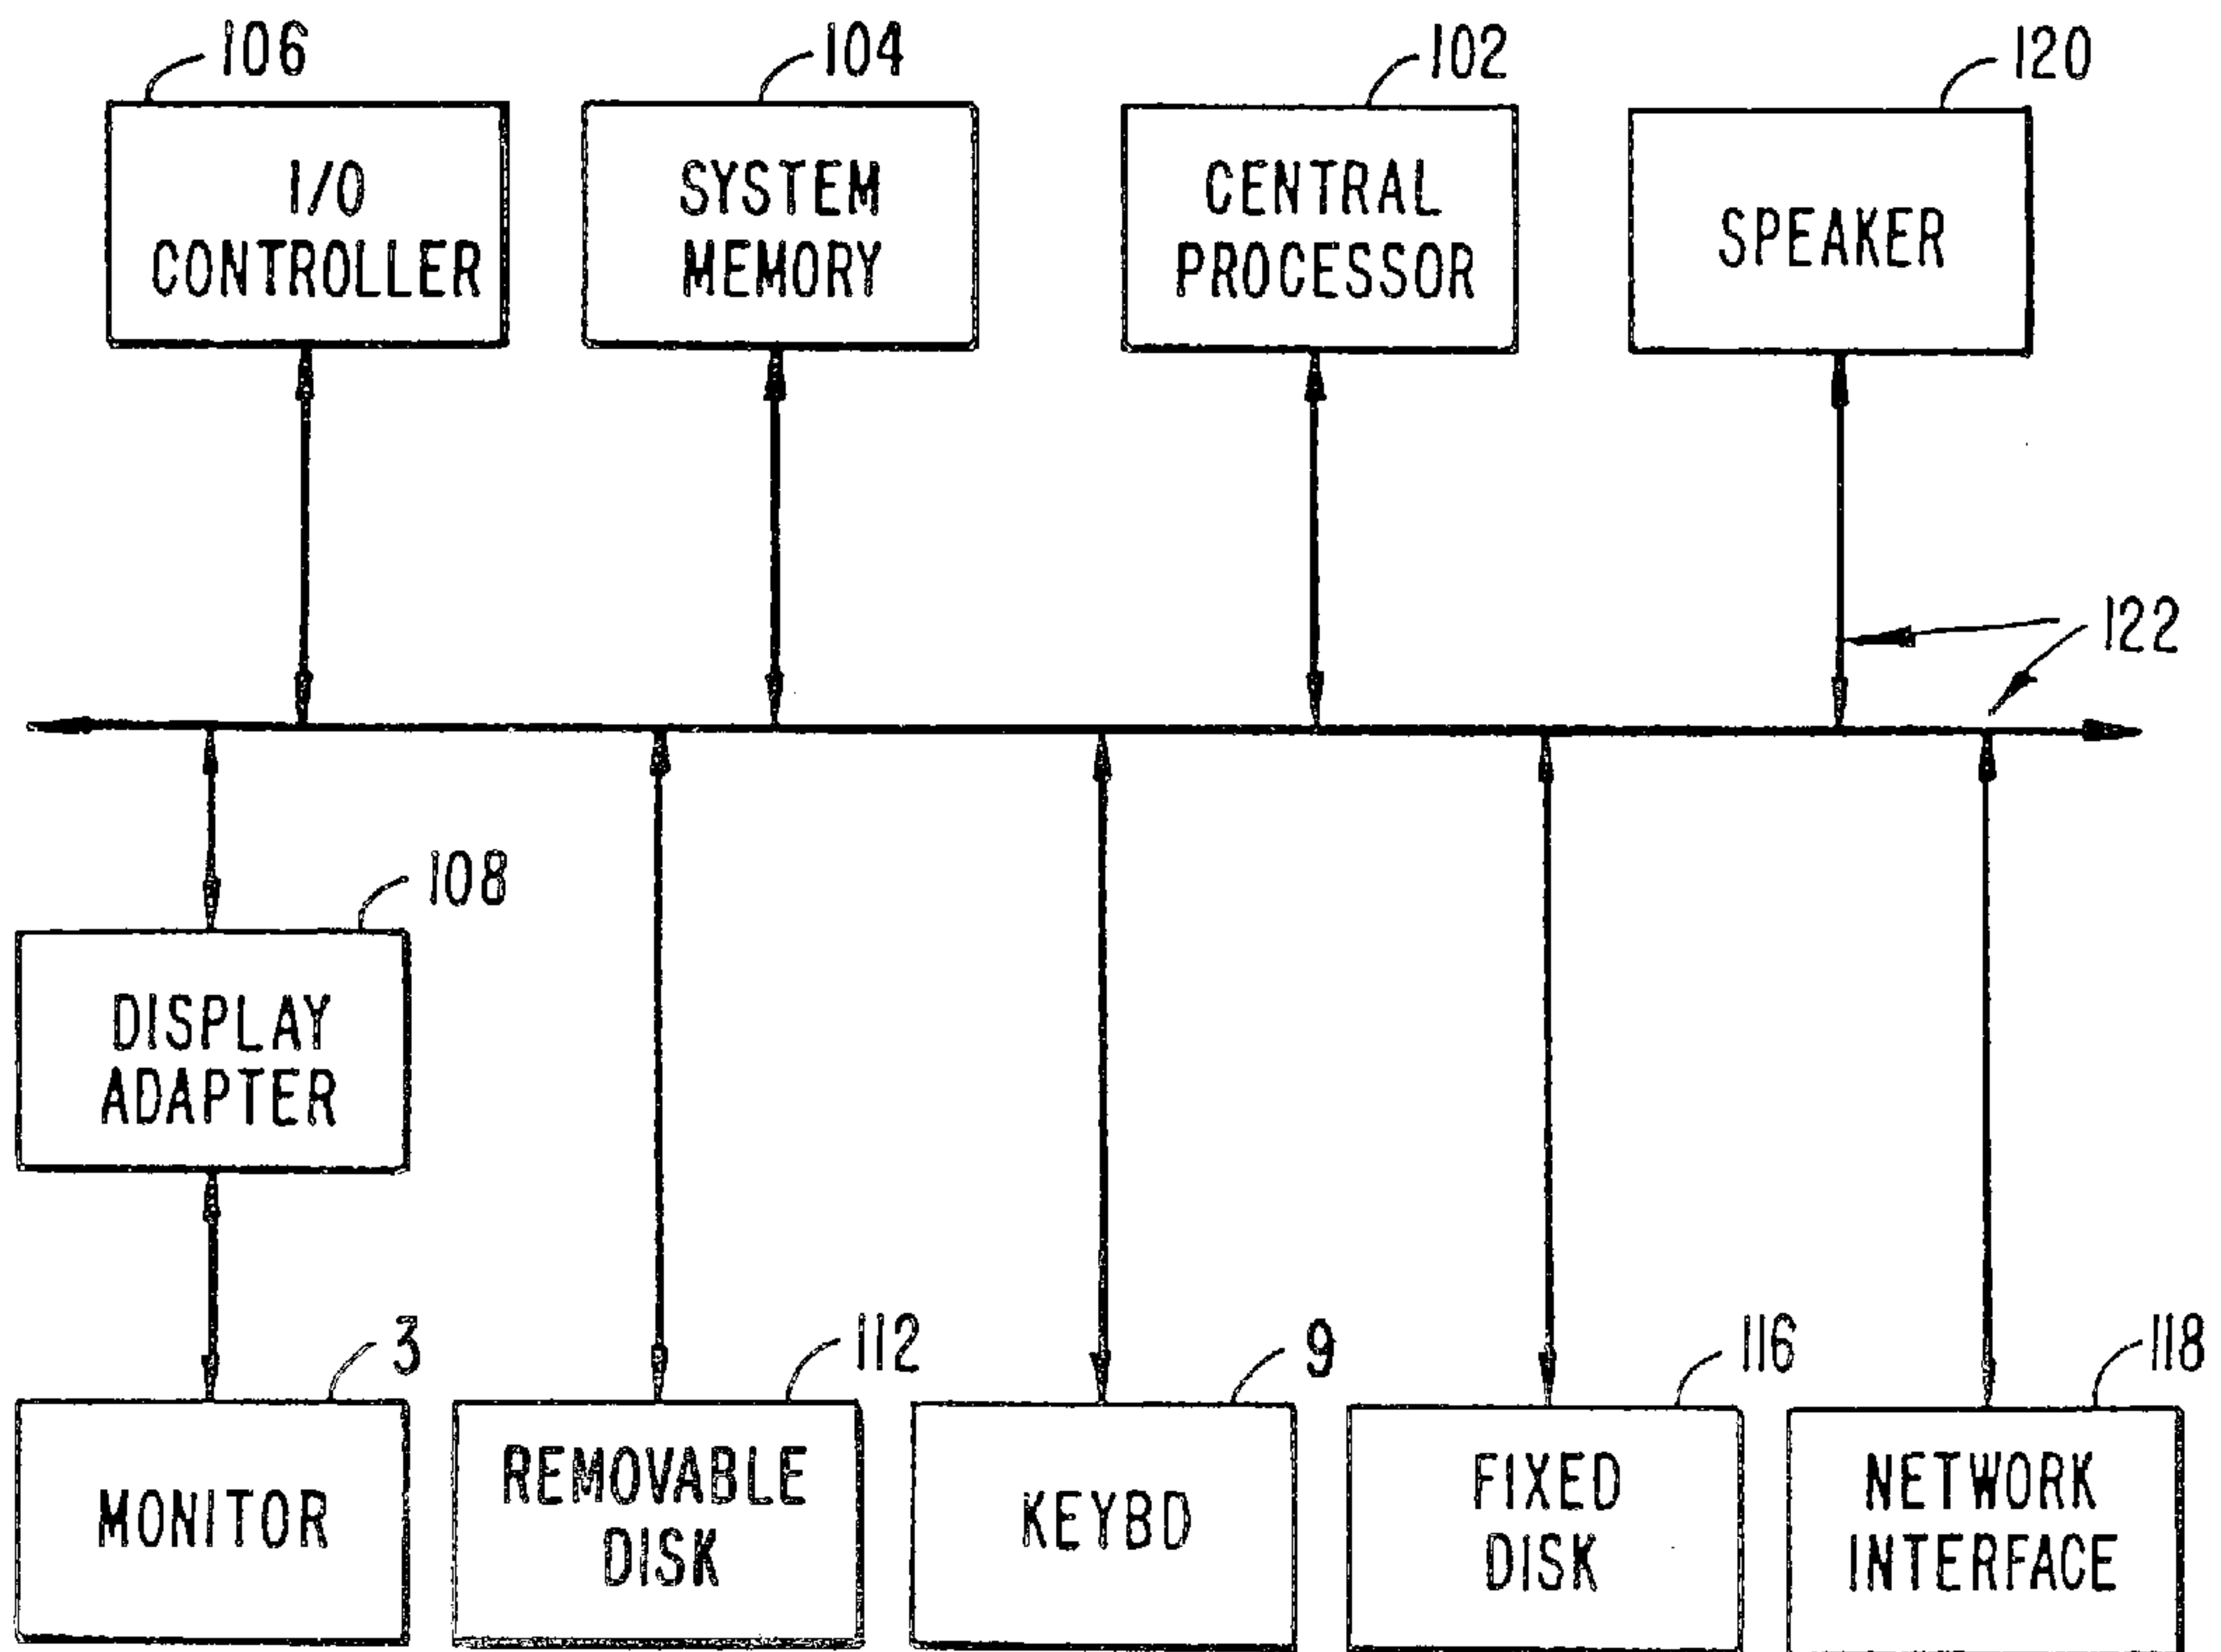 106
104
102
120
I/O
CONTROLLER
SYSTEM
MEMORY
CENTRAL
PROCESSOR
SPEAKER
122
108
DISPLAY
ADAPTER
3
112
9
116
118
MONITOR
REMOVABLE
DISK
KEYBD
FIXED
DISK
NETWORK
INTERFACE